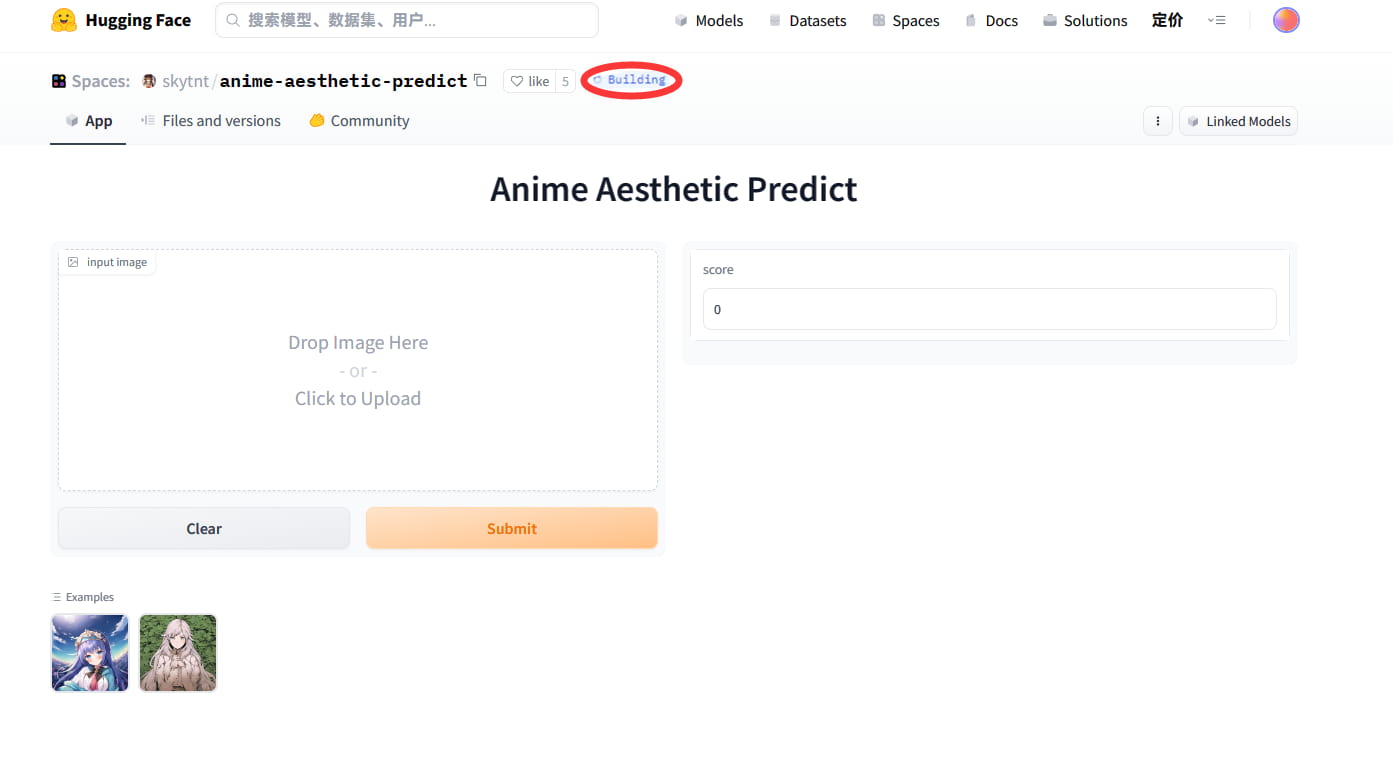 Hugging Face 搜索模型、数据集、用户... Models Datasets Spaces Docs Solutions 定价
Spaces: skytnt/anime-aesthetic-predict like 5 Building
App Files and versions Community Linked Models
Anime Aesthetic Predict
input image
score
0
Drop Image Here
- or -
Click to Upload
Clear Submit
Examples